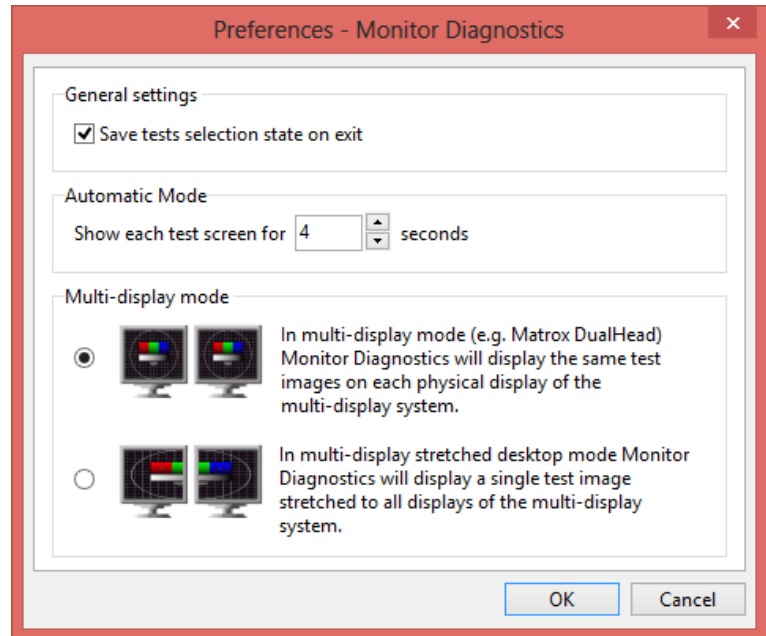 Preferences - Monitor Diagnostics
General settings
Save tests selection state on exit
Automatic Mode
Show each test screen for 4 seconds
Multi-display mode
In multi-display mode (e.g. Matrox DualHead)
Monitor Diagnostics will display the same test
images on each physical display of the
multi-display system.
In multi-display stretched desktop mode Monitor
Diagnostics will display a single test image
stretched to all displays of the multi-display
system.
OK Cancel